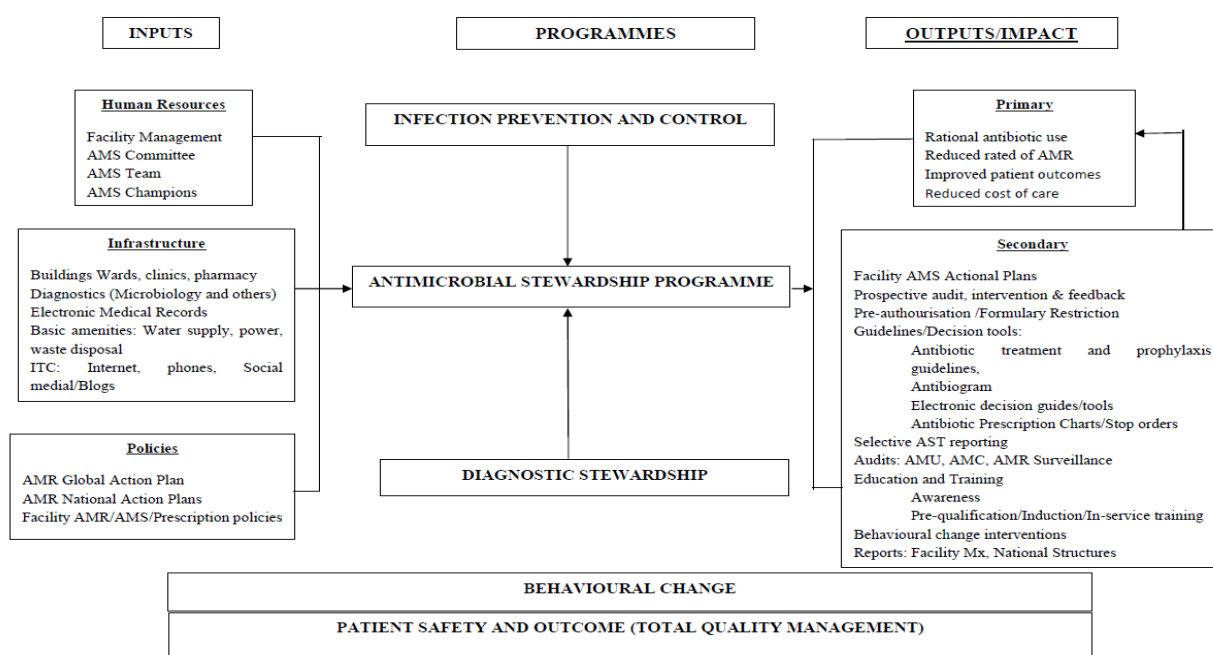 INPUTS
PROGRAMMES
OUTPUTS/IMPACT
Human Resources
Facility Management
AMS Committee
AMS Team
AMS Champions
Infrastructure
Buildings Wards, clinics, pharmacy
Diagnostics (Microbiology and others)
Electronic Medical Records
Basic amenities: Water supply, power,
waste disposal
ITC: Internet, phones, Social
medial/Blogs
Policies
AMR Global Action Plan
AMR National Action Plans
Facility AMR/AMS/Prescription policies
INFECTION PREVENTION AND CONTROL
ANTIMICROBIAL STEWARDSHIP PROGRAMME
DIAGNOSTIC STEWARDSHIP
Primary
Rational antibiotic use
Reduced rated of AMR
Improved patient outcomes
Reduced cost of care
Secondary
Facility AMS Actional Plans
Prospective audit, intervention & feedback
Pre-authourisation /Formulary Restriction
Guidelines/Decision tools:
Antibiotic treatment and prophylaxis
guidelines,
Antibiogram
Electronic decision guides/tools
Antibiotic Prescription Charts/Stop orders
Selective AST reporting
Audits: AMU, AMC, AMR Surveillance
Education and Training
Awareness
Pre-qualification/Induction/In-service training
Behavioural change interventions
Reports: Facility Mx, National Structures
BEHAVIOURAL CHANGE
PATIENT SAFETY AND OUTCOME (TOTAL QUALITY MANAGEMENT)